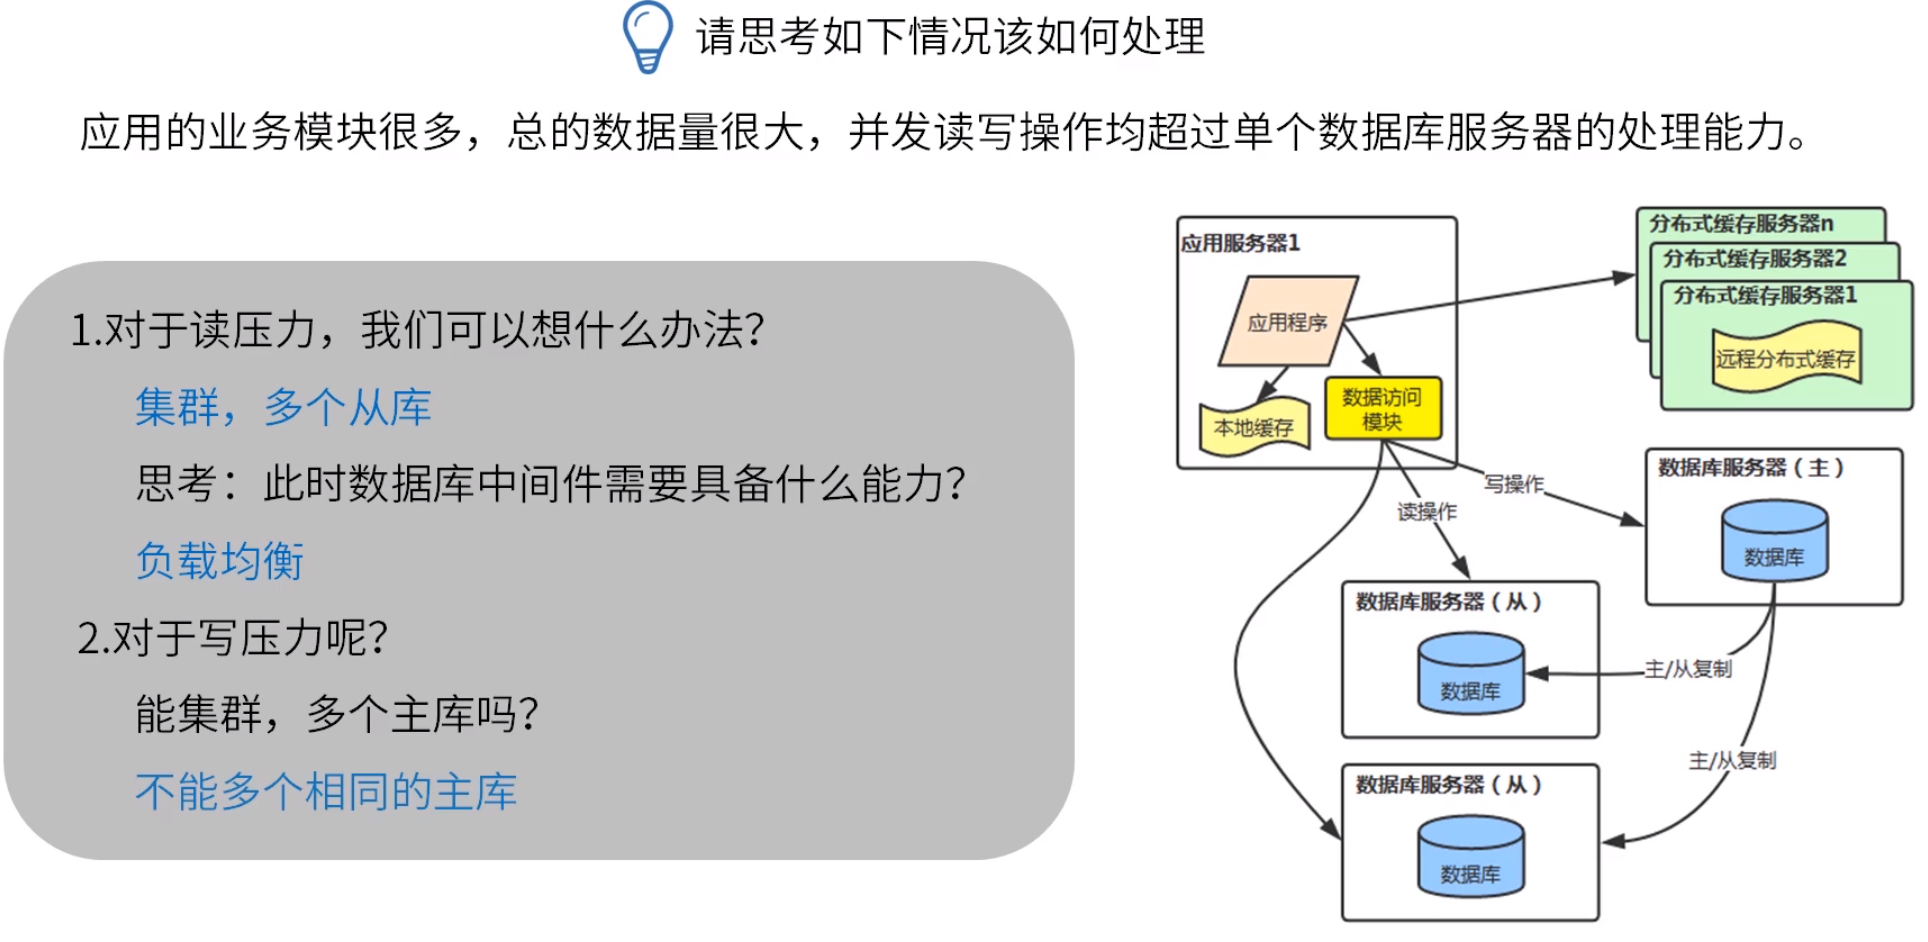 请思考如下情况该如何处理
应用的业务模块很多，总的数据量很大，并发读写操作均超过单个数据库服务器的处理能力。
1.对于读压力，我们可以想什么办法？
集群，多个从库
思考：此时数据库中间件需要具备什么能力？
负载均衡
2.对于写压力呢？
能集群，多个主库吗？
不能多个相同的主库
应用服务器1
应用程序
本地缓存
数据访问
模块
分布式缓存服务器n
分布式缓存服务器2
分布式缓存服务器1
远程分布式缓存
写操作
读操作
数据库服务器（主）
数据库
数据库服务器（从）
数据库
主/从复制
主/从复制
数据库服务器（从）
数据库